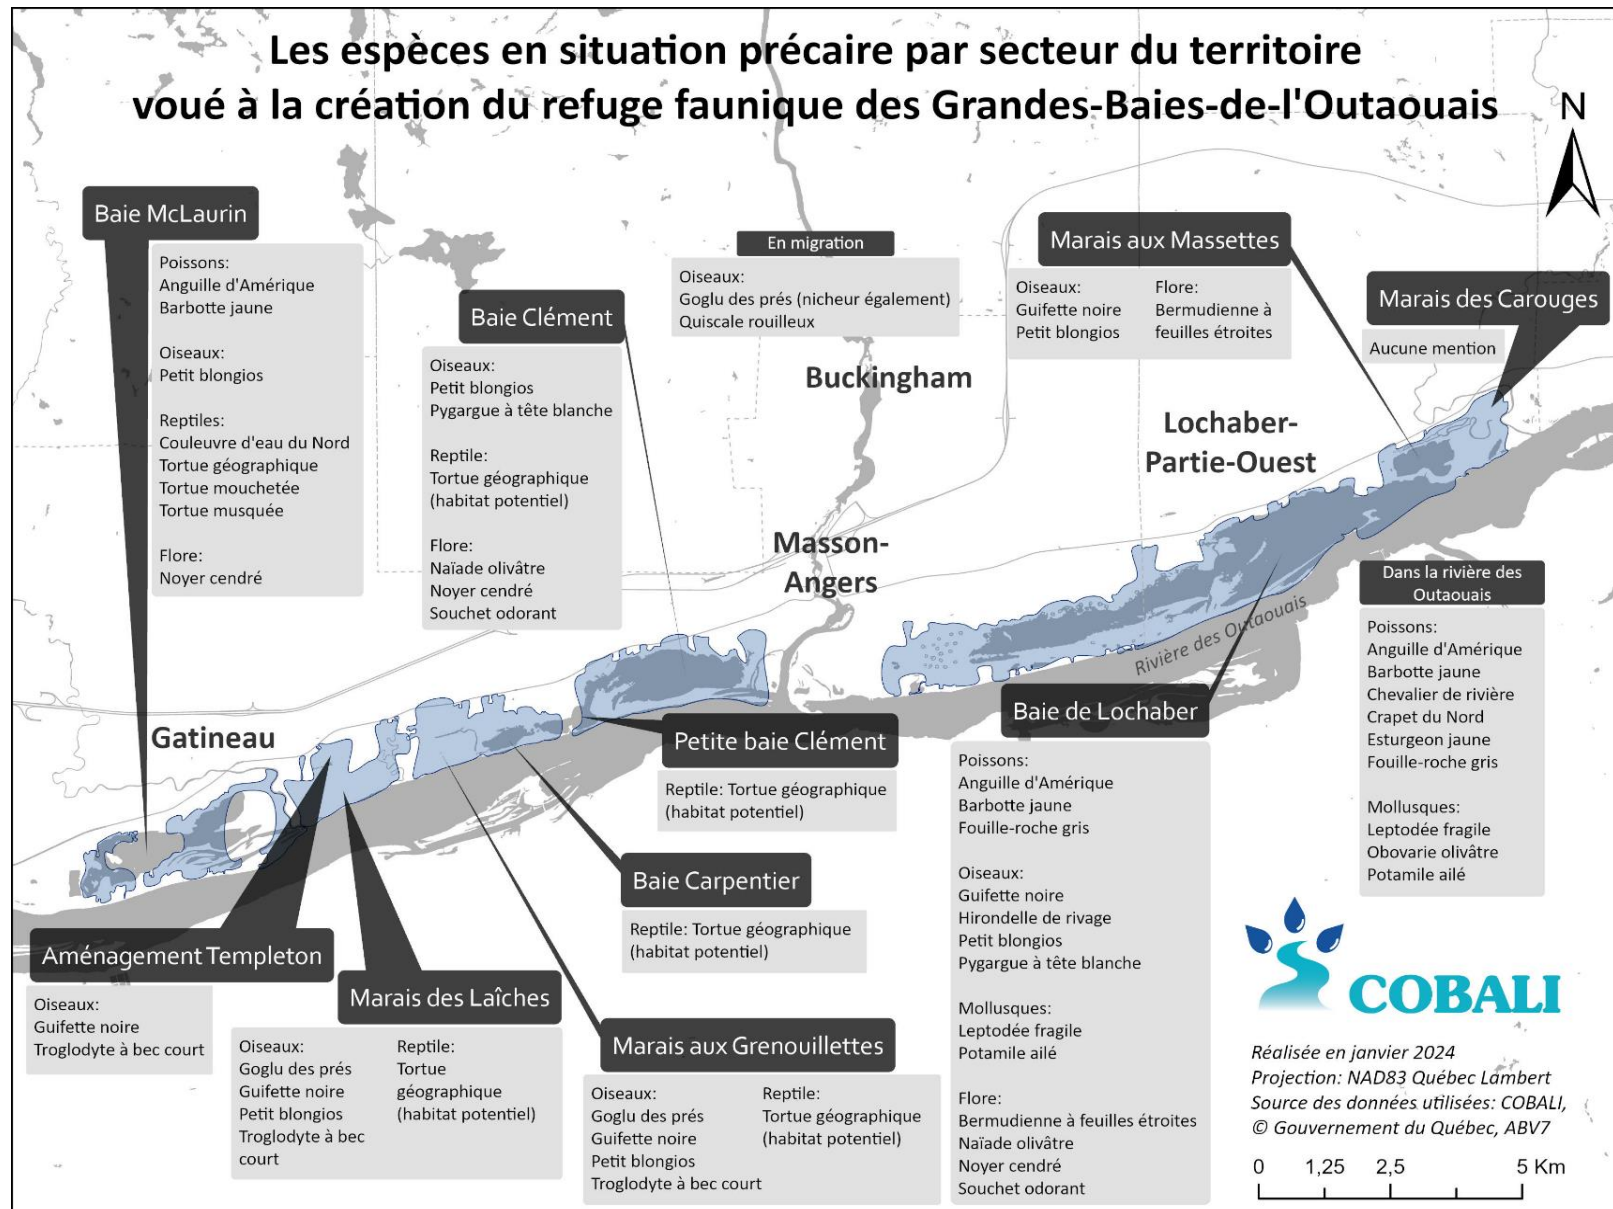 Les espèces en situation précaire par secteur du territoire
voué à la création du refuge faunique des Grandes-Baies-de-l'Outaouais
N
Baie McLaurin
Poissons:
Anguille d'Amérique
Barbotte jaune
Oiseaux:
Petit blongios
Reptiles:
Couleuvre d'eau du Nord
Tortue géographique
Tortue mouchetée
Tortue musquée
Flore:
Noyer cendré
Baie Clément
Oiseaux:
Petit blongios
Pygargue à tête blanche
Reptile:
Tortue géographique
(habitat potentiel)
Flore:
Naïade olivâtre
Noyer cendré
Souchet odorant
En migration
Oiseaux:
Goglu des prés (nicheur également)
Quiscale rouilleux
Marais aux Massettes
Oiseaux:
Guifette noire
Petit blongios
Flore:
Bermudienne à
feuilles étroites
Marais des Carouges
Aucune mention
Buckingham
Lochaber-
Partie-Ouest
Masson-
Angers
Gatineau
Rivière des Outaouais
Dans la rivière des
Outaouais
Poissons:
Anguille d'Amérique
Barbotte jaune
Chevalier de rivière
Crapet du Nord
Esturgeon jaune
Fouille-roche gris
Mollusques:
Leptodée fragile
Obovarie olivâtre
Potamile ailé
Petite baie Clément
Reptile: Tortue géographique
(habitat potentiel)
Baie Carpentier
Reptile: Tortue géographique
(habitat potentiel)
Baie de Lochaber
Poissons:
Anguille d'Amérique
Barbotte jaune
Fouille-roche gris
Oiseaux:
Guifette noire
Hirondelle de rivage
Petit blongios
Pygargue à tête blanche
Mollusques:
Leptodée fragile
Potamile ailé
Flore:
Bermudienne à feuilles étroites
Naïade olivâtre
Noyer cendré
Souchet odorant
Aménagement Templeton
Oiseaux:
Guifette noire
Troglodyte à bec court
Marais des Laîches
Oiseaux:
Goglu des prés
Guifette noire
Petit blongios
Troglodyte à bec
court
Reptile:
Tortue
géographique
(habitat potentiel)
Marais aux Grenouillettes
Oiseaux:
Goglu des prés
Guifette noire
Petit blongios
Troglodyte à bec court
Reptile:
Tortue géographique
(habitat potentiel)
COBALI
Réalisée en janvier 2024
Projection: NAD83 Québec Lambert
Source des données utilisées: COBALI,
© Gouvernement du Québec, ABV7
0 1,25 2,5 5 Km